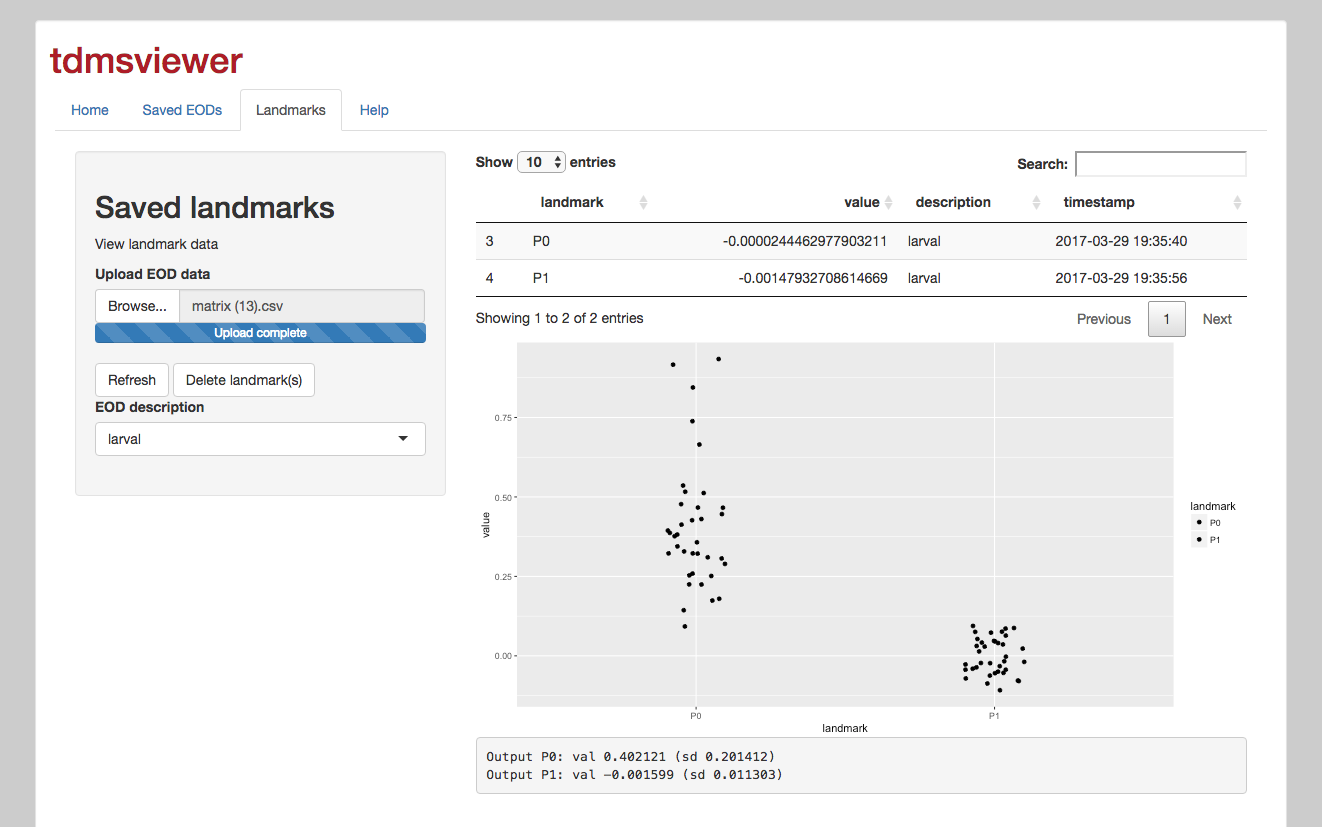 tdmsviewer
Home Saved EODs Landmarks Help
Saved landmarks
View landmark data
Upload EOD data
Browse... matrix (13).csv
Upload complete
Refresh Delete landmark(s)
EOD description
larval
Show 10 entries Search:
landmark value description timestamp
3 P0 -0.0000244462977903211 larval 2017-03-29 19:35:40
4 P1 -0.00147932708614669 larval 2017-03-29 19:35:56
Showing 1 to 2 of 2 entries Previous 1 Next
0.75
0.50
0.25
0.00
value
P0 P1
landmark
landmark
P0
P1
Output P0: val 0.402121 (sd 0.201412)
Output P1: val −0.001599 (sd 0.011303)